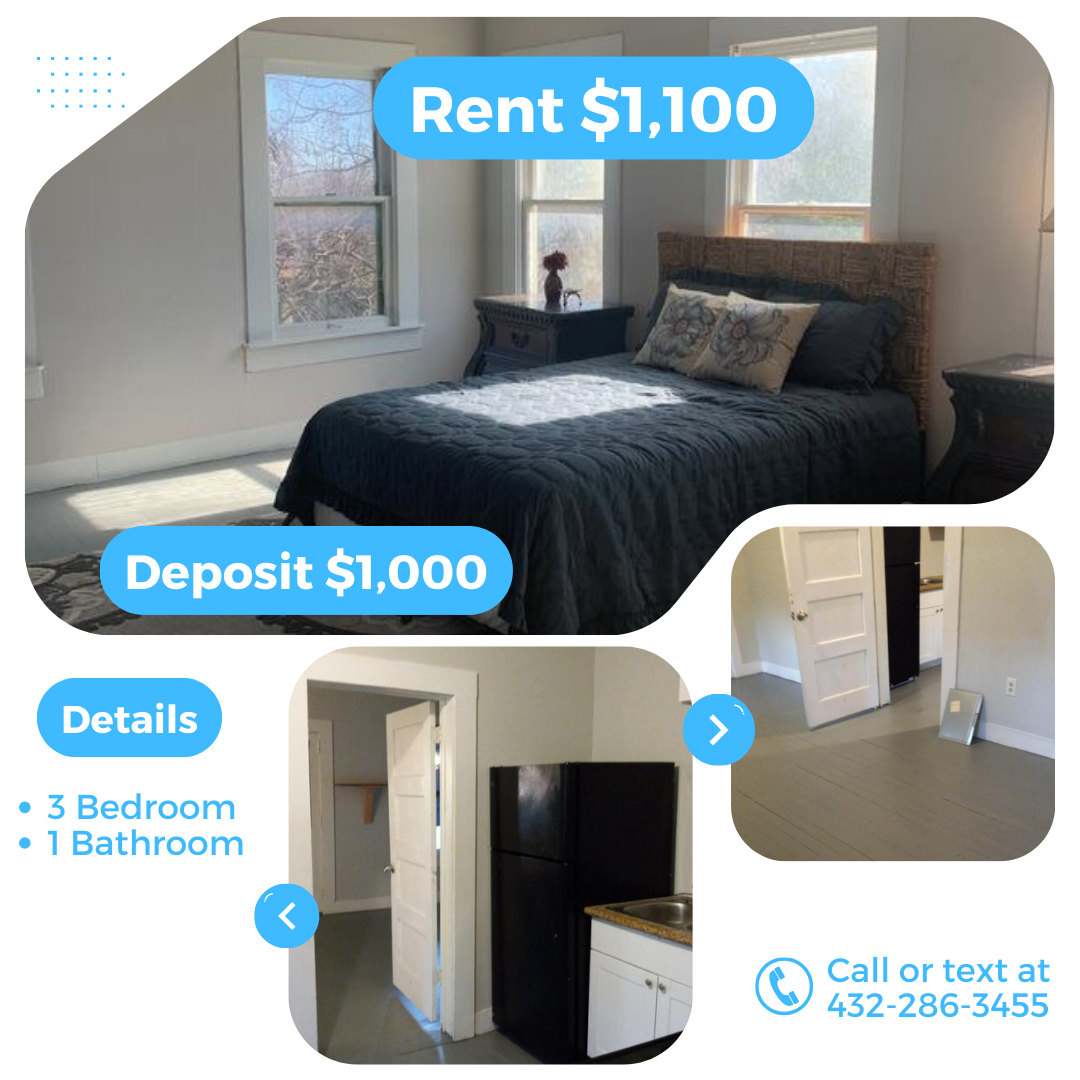 Rent $1,100
Deposit $1,000
Details
• 3 Bedroom
• 1 Bathroom
Call or text at
432-286-3455